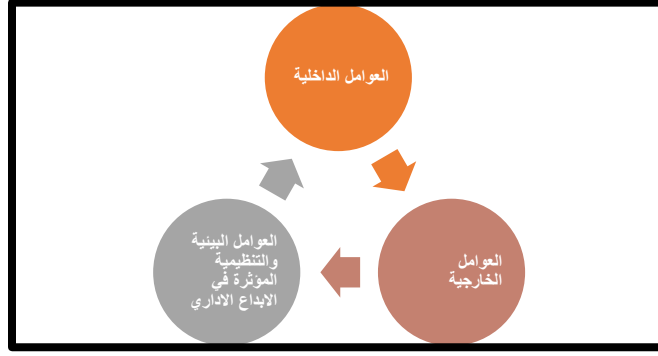 العوامل الداخلية
العوامل
الخارجية
العوامل البيئية
والتنظيمية
المؤثرة في
الابداع الاداري